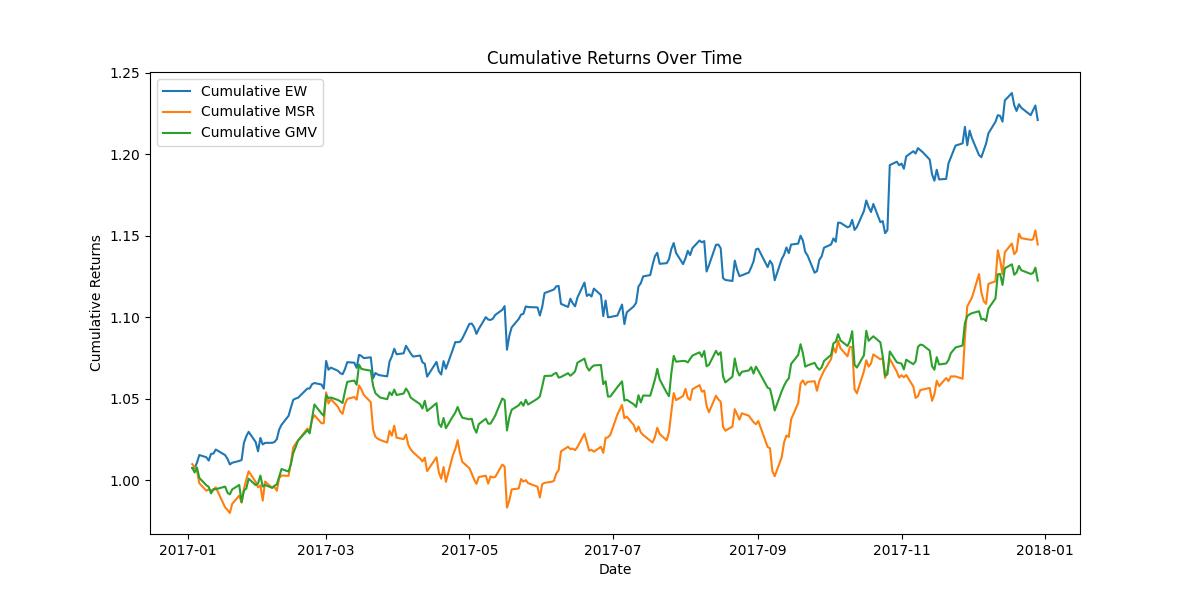 Cumulative Returns Over Time
1.25
Cumulative EW
Cumulative MSR
Cumulative GMV
1.20
1.15
1.10
1.05
1.00
Cumulative Returns
2017-01 2017-03 2017-05 2017-07 2017-09 2017-11 2018-01
Date